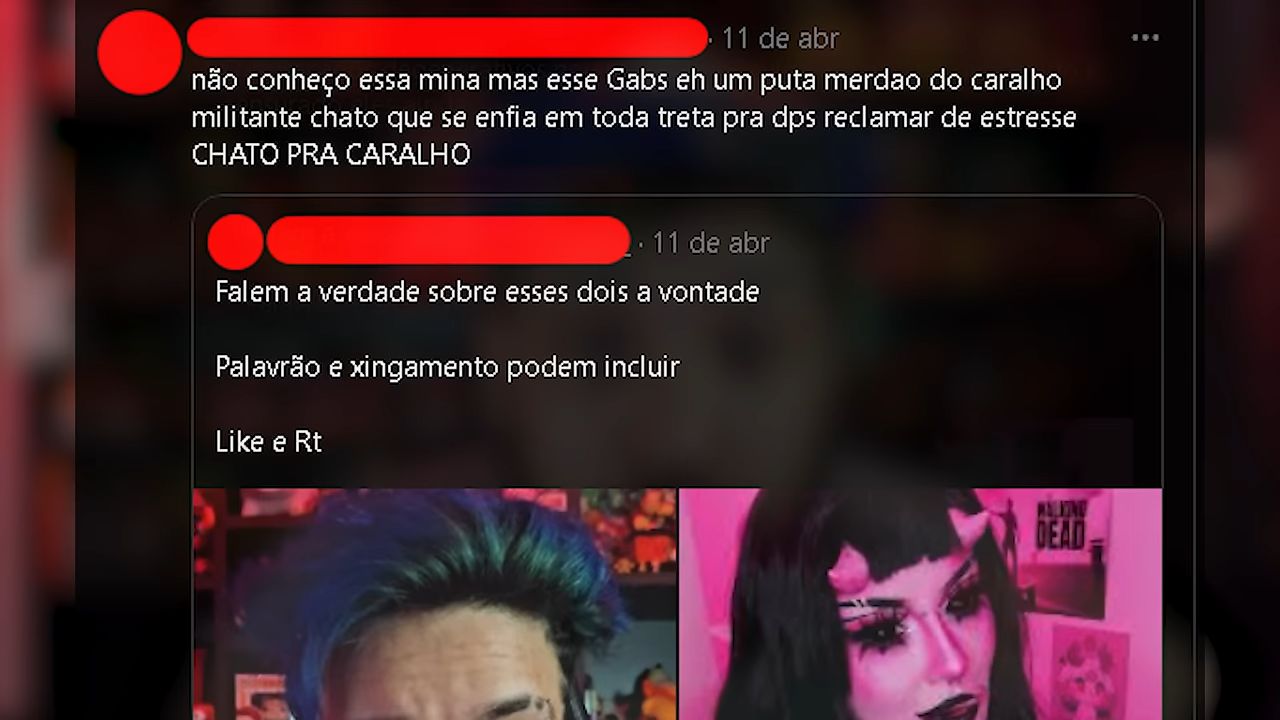 · 11 de abr
não conheço essa mina mas esse Gabs eh um puta merdao do caralho
militante chato que se enfia em toda treta pra dps reclamar de estresse
CHATO PRA CARALHO
· 11 de abr
Falem a verdade sobre esses dois a vontade
Palavrão e xingamento podem incluir
Like e Rt
WALKING
DEAD